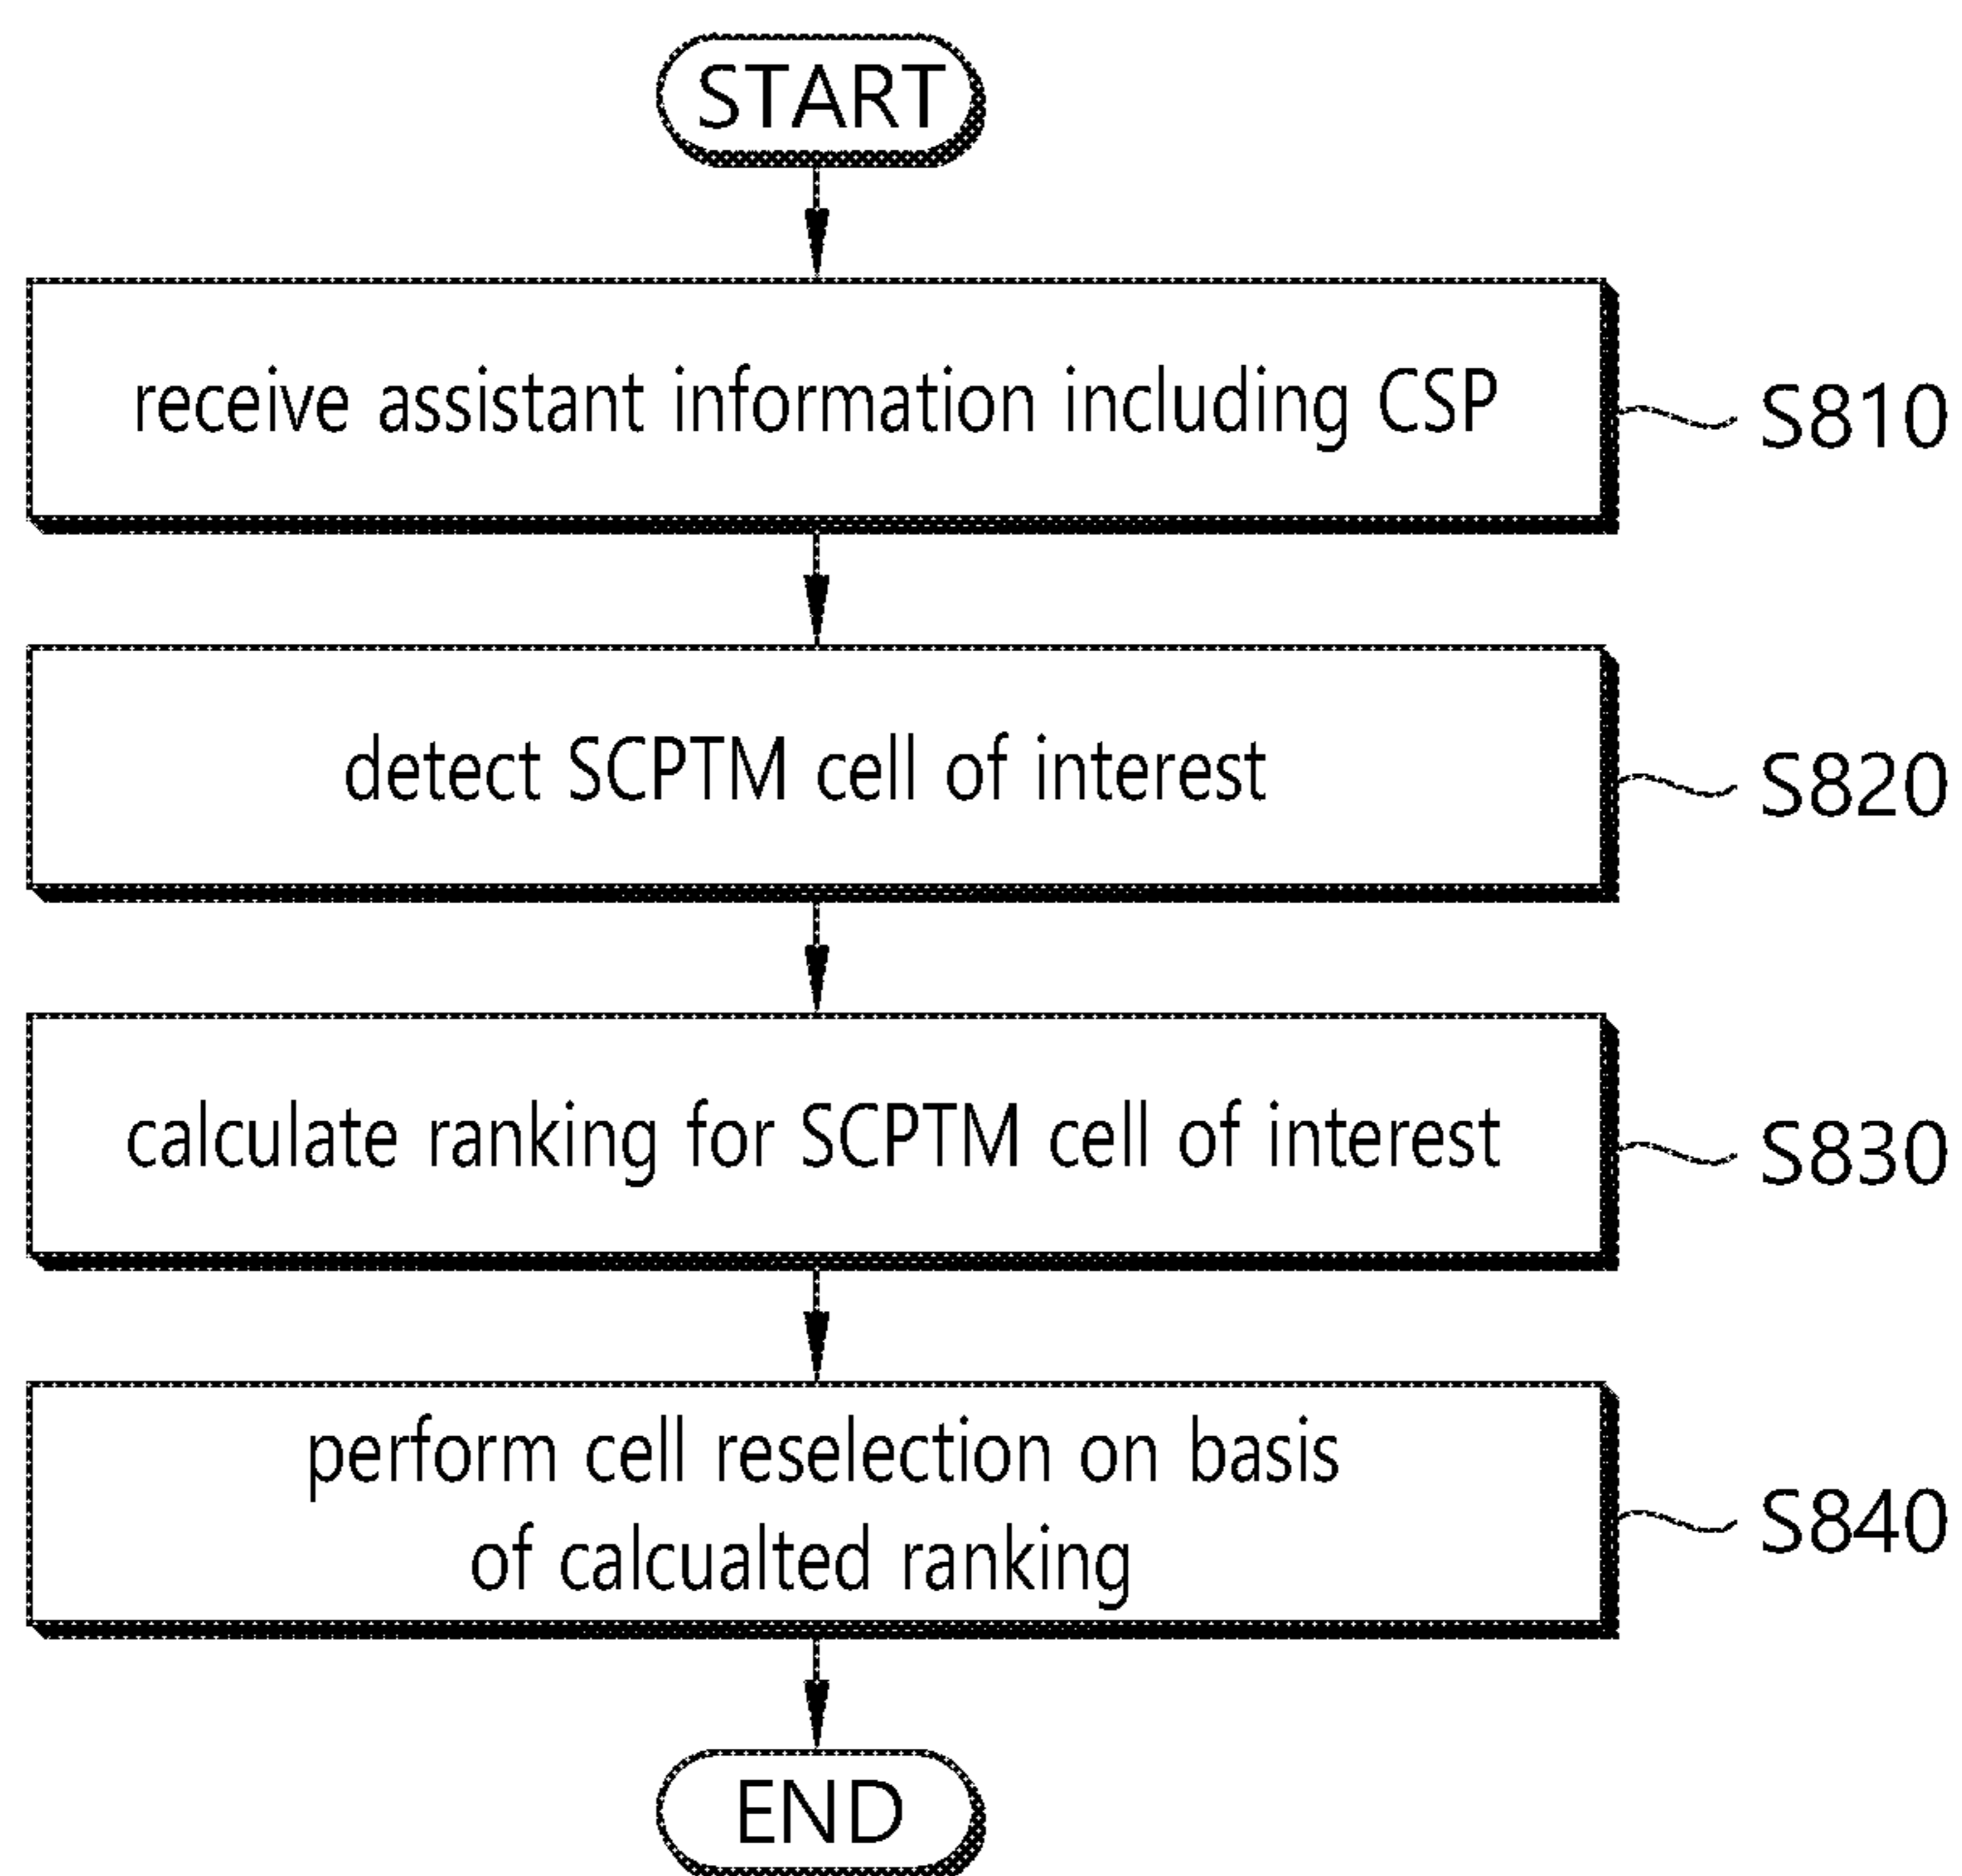 START
receive assistant information including CSP
S810
detect SCPTM cell of interest
S820
calculate ranking for SCPTM cell of interest
S830
perform cell reselection on basis
of calcualted ranking
S840
END